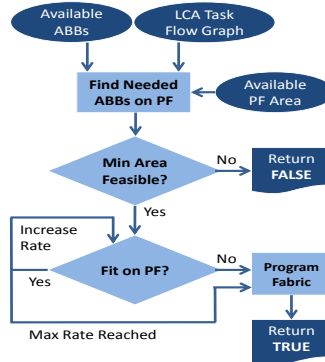 Available
ABBs
LCA Task
Flow Graph
Find Needed
ABBs on PF
Available
PF Area
Min Area
Feasible?
No
Return
FALSE
Yes
Increase
Rate
Fit on PF?
No
Yes
Program
Fabric
Max Rate Reached
Return
TRUE